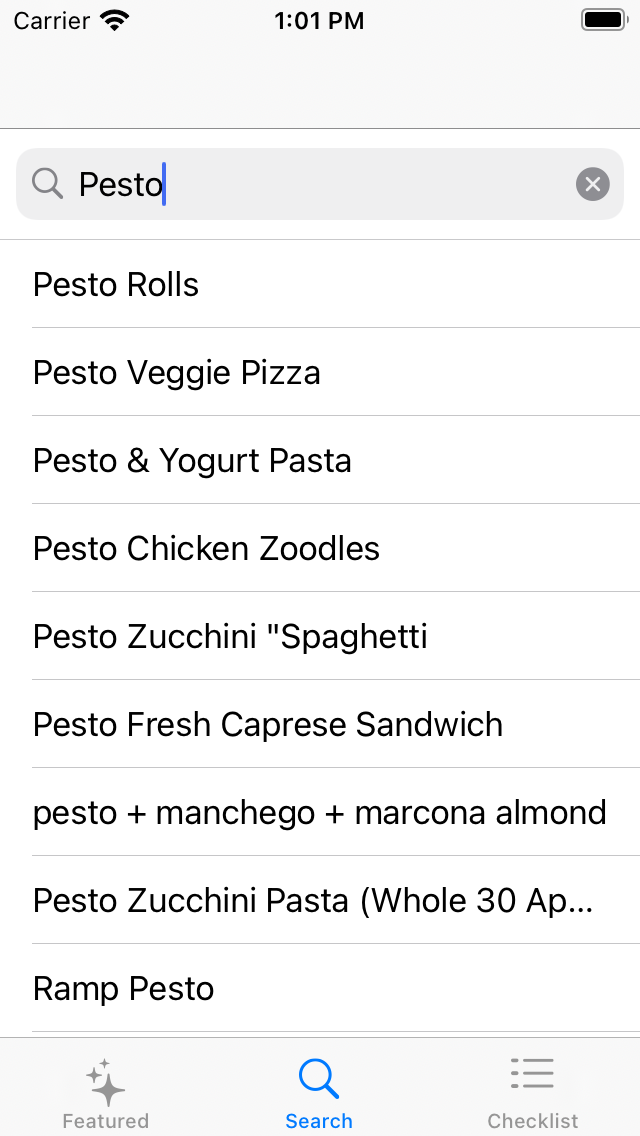 Carrier 1:01 PM
Pesto
Pesto Rolls
Pesto Veggie Pizza
Pesto & Yogurt Pasta
Pesto Chicken Zoodles
Pesto Zucchini "Spaghetti
Pesto Fresh Caprese Sandwich
pesto + manchego + marcona almond
Pesto Zucchini Pasta (Whole 30 Ap...
Ramp Pesto
Featured Search Checklist